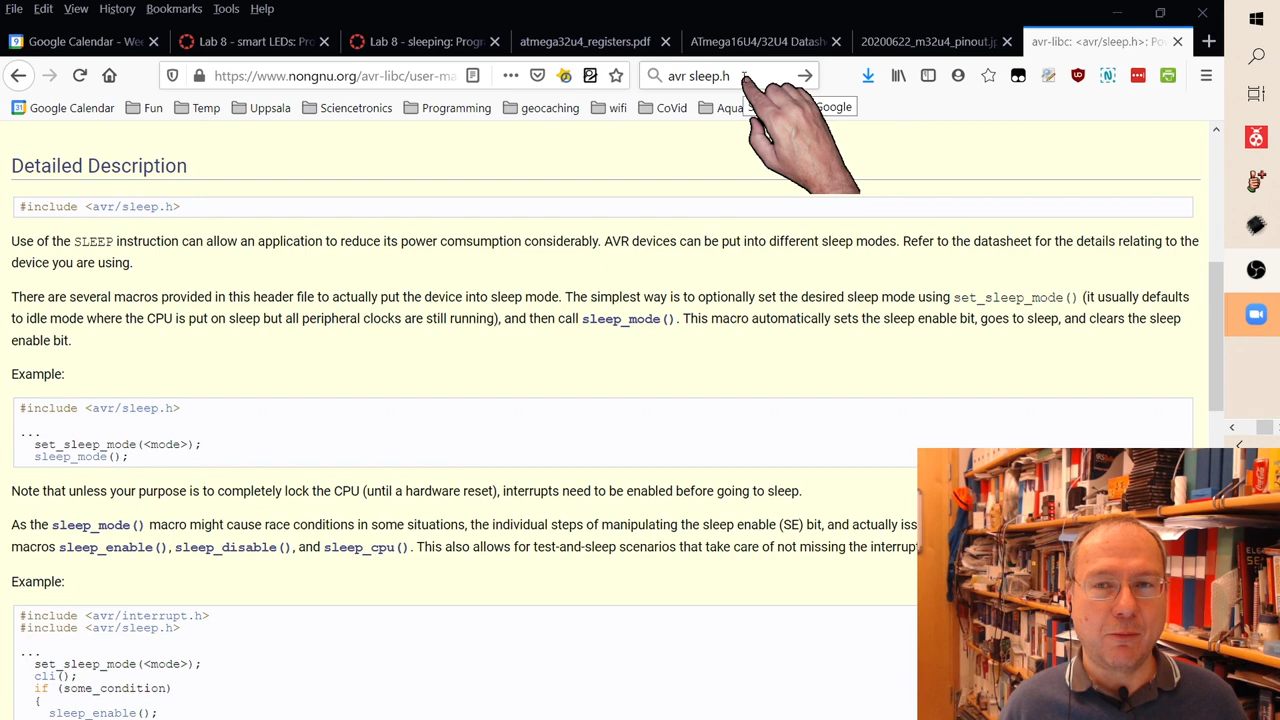 File Edit View History Bookmarks Tools Help
Google Calendar - Wee
Lab 8 - smart LEDs: Pro
Lab 8 - sleeping: Progr
atmega32u4_registers.pdf
ATmega16U4/32U4 Datash
20200622_m32u4_pinout.j
avr-libc: <avr/sleep.h>: Po
https://www.nongnu.org/avr-libc/user-ma
avr sleep.h
Google Calendar Fun Temp Uppsala Scienctronics Programming geocaching wifi CoVid Aqua
Google
Detailed Description
#include <avr/sleep.h>
Use of the SLEEP instruction can allow an application to reduce its power comsumption considerably. AVR devices can be put into different sleep modes. Refer to the datasheet for the details relating to the
device you are using.
There are several macros provided in this header file to actually put the device into sleep mode. The simplest way is to optionally set the desired sleep mode using set_sleep_mode() (it usually defaults
to idle mode where the CPU is put on sleep but all peripheral clocks are still running), and then call sleep_mode(). This macro automatically sets the sleep enable bit, goes to sleep, and clears the sleep
enable bit.
Example:
#include <avr/sleep.h>
...
set_sleep_mode(<mode>);
sleep_mode();
Note that unless your purpose is to completely lock the CPU (until a hardware reset), interrupts need to be enabled before going to sleep.
As the sleep_mode() macro might cause race conditions in some situations, the individual steps of manipulating the sleep enable (SE) bit, and actually iss
macros sleep_enable(), sleep_disable(), and sleep_cpu(). This also allows for test-and-sleep scenarios that take care of not missing the interrup
Example:
#include <avr/interrupt.h>
#include <avr/sleep.h>
...
set_sleep_mode(<mode>);
cli();
if (some_condition)
{
sleep_enable();